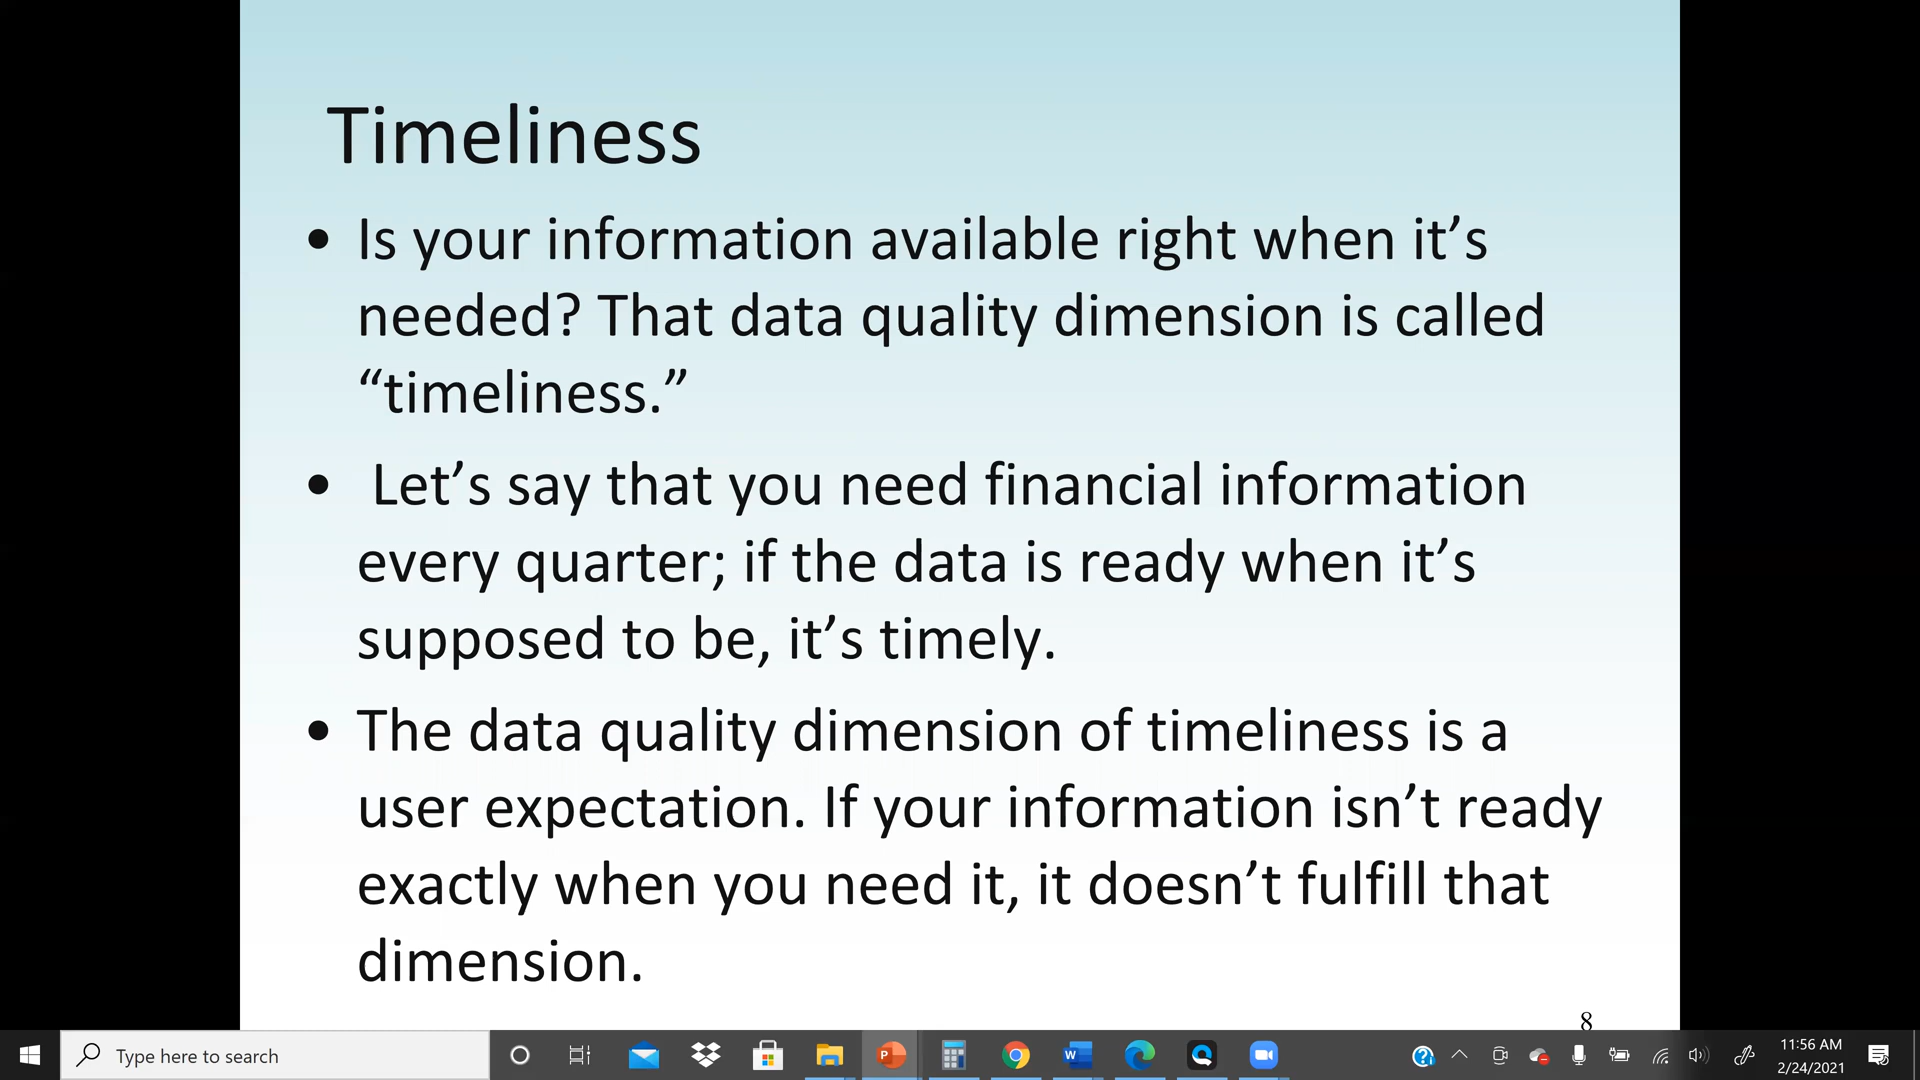 Timeliness
• Is your information available right when it’s
needed? That data quality dimension is called
“timeliness.”
• Let’s say that you need financial information
every quarter; if the data is ready when it’s
supposed to be, it’s timely.
• The data quality dimension of timeliness is a
user expectation. If your information isn’t ready
exactly when you need it, it doesn’t fulfill that
dimension.
8
Type here to search
11:56 AM
2/24/2021